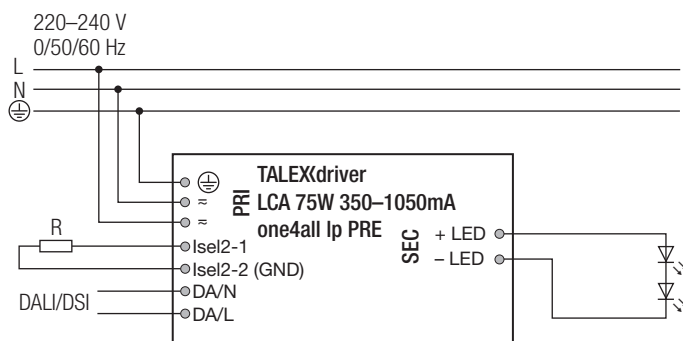 220–240 V
0/50/60 Hz
L
N
PRI
≂
≂
TALEXXdriver
LCA 75W 350–1050mA
one4all lp PRE
R
Isel2-1
Isel2-2 (GND)
DA/N
DA/L
DALI/DSI
SEC
+ LED
– LED